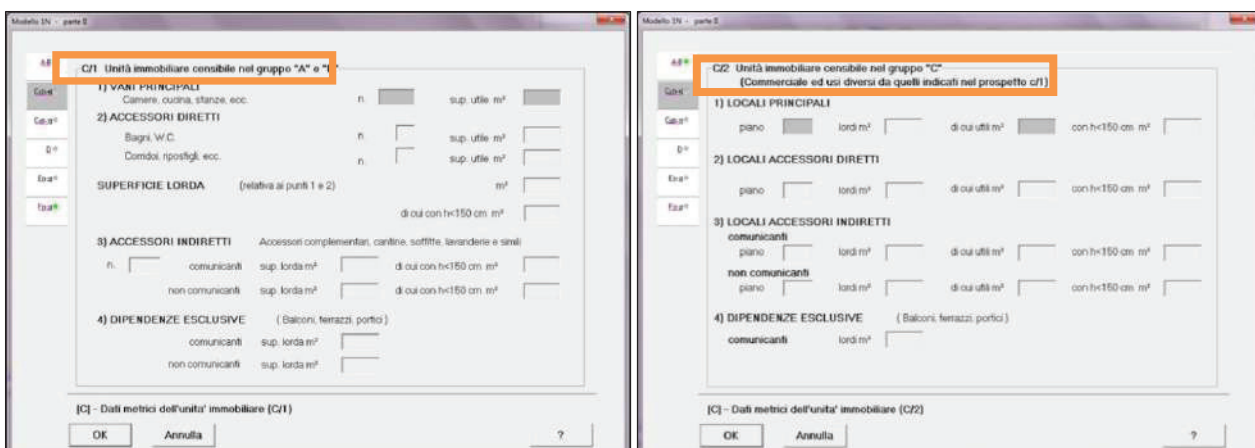 Modello 1N - parte II
C/1 Unità immobiliare censibile nel gruppo "A" e
1) VANI PRINCIPALI
Camere, cucina, stanze, ecc. n. sup. utile m²
2) ACCESSORI DIRETTI
Bagni, W.C. n. sup. utile m²
Corridoi, ripostigli, ecc. n. sup. utile m²
SUPERFICIE LORDA (relativa ai punti 1 e 2) m²
di cui con h<150 cm m²
3) ACCESSORI INDIRETTI Accessori complementari, cantine, soffitte, lavanderie e simili
n. comunicanti sup. lorda m² di cui con h<150 cm m²
non comunicanti sup. lorda m² di cui con h<150 cm m²
4) DIPENDENZE ESCLUSIVE ( Balconi, terrazzi, portici )
comunicanti sup. lorda m²
non comunicanti sup. lorda m²
[C] - Dati metrici dell'unita' immobiliare (C/1)
OK Annulla ?
Modello 1N - parte II
C/2 Unità immobiliare censibile nel gruppo "C"
(Commerciale ed usi diversi da quelli indicati nel prospetto c/1)
1) LOCALI PRINCIPALI
piano lordi m² di cui utili m² con h<150 cm m²
2) LOCALI ACCESSORI DIRETTI
piano lordi m² di cui utili m² con h<150 cm m²
3) LOCALI ACCESSORI INDIRETTI
comunicanti
piano lordi m² di cui utili m² con h<150 cm m²
non comunicanti
piano lordi m² di cui utili m² con h<150 cm m²
4) DIPENDENZE ESCLUSIVE ( Balconi, terrazzi, portici )
comunicanti lordi m²
[C] - Dati metrici dell'unita' immobiliare (C/2)
OK Annulla ?